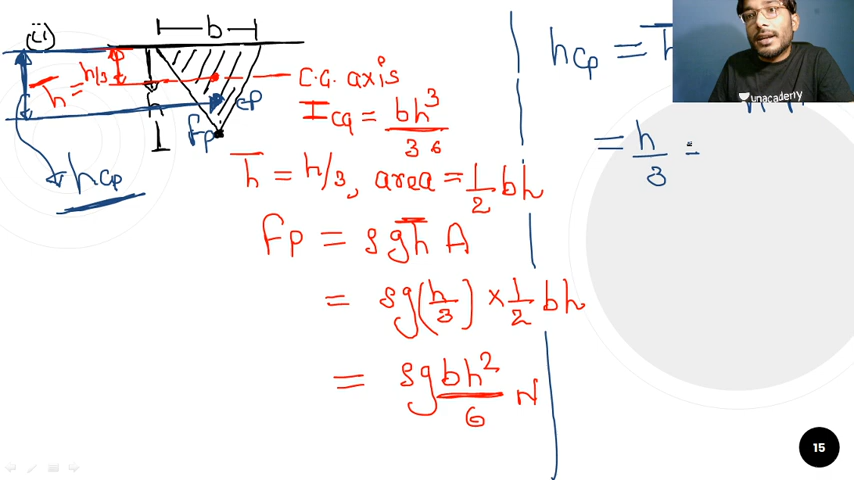 (ii)
b
h̄ = h/3
h
C.G. axis
CP
FP
hcp
ICG = bh³/36
h̄ = h/3, area = 1/2 bh
Fp = ρg h̄ A
= ρg(h/3) × 1/2 bh
= ρg bh²/6 N
hcp = h̄
= h/3
unacademy
15